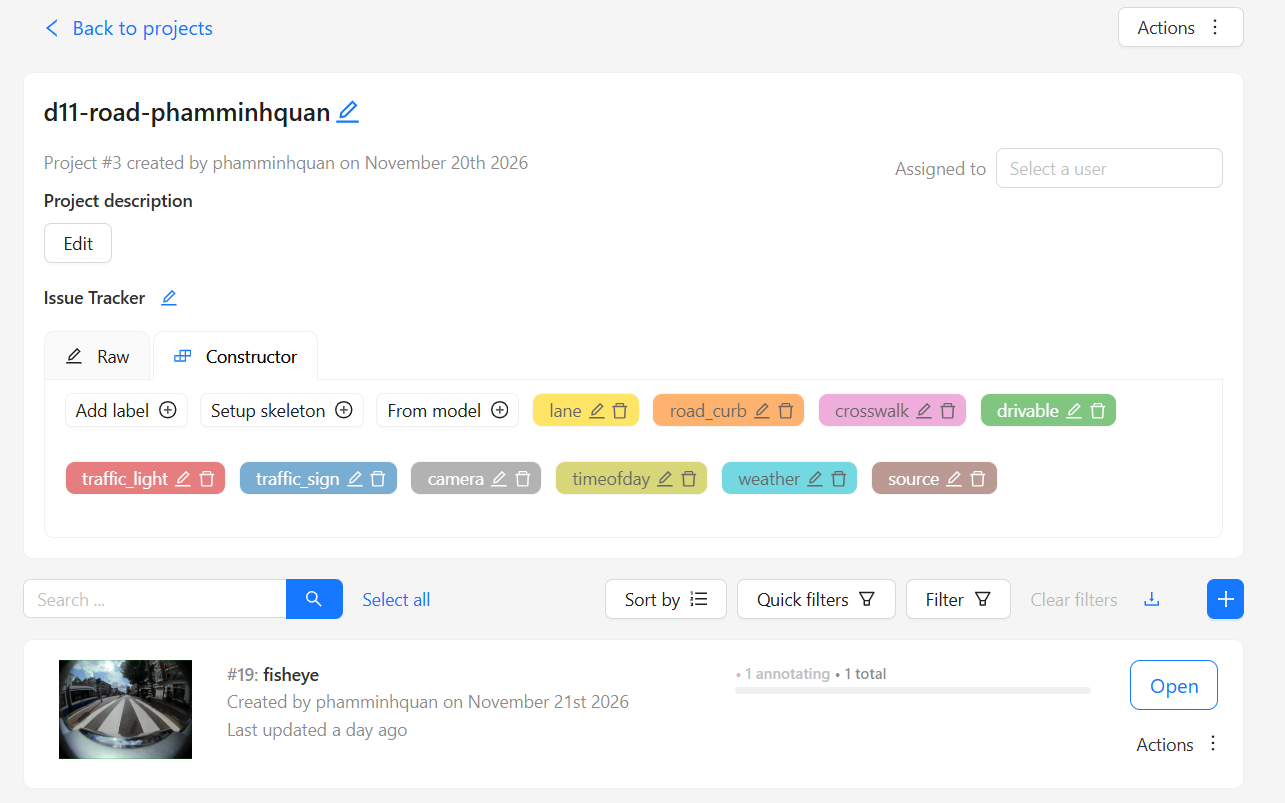 Back to projects
Actions
d11-road-phamminhquan
Project #3 created by phamminhquan on November 20th 2026
Assigned to
Select a user
Project description
Edit
Issue Tracker
Raw
Constructor
Add label
Setup skeleton
From model
lane
road_curb
crosswalk
drivable
traffic_light
traffic_sign
camera
timeofday
weather
source
Search ...
Select all
Sort by
Quick filters
Filter
Clear filters
#19: fisheye
Created by phamminhquan on November 21st 2026
Last updated a day ago
• 1 annotating • 1 total
Open
Actions